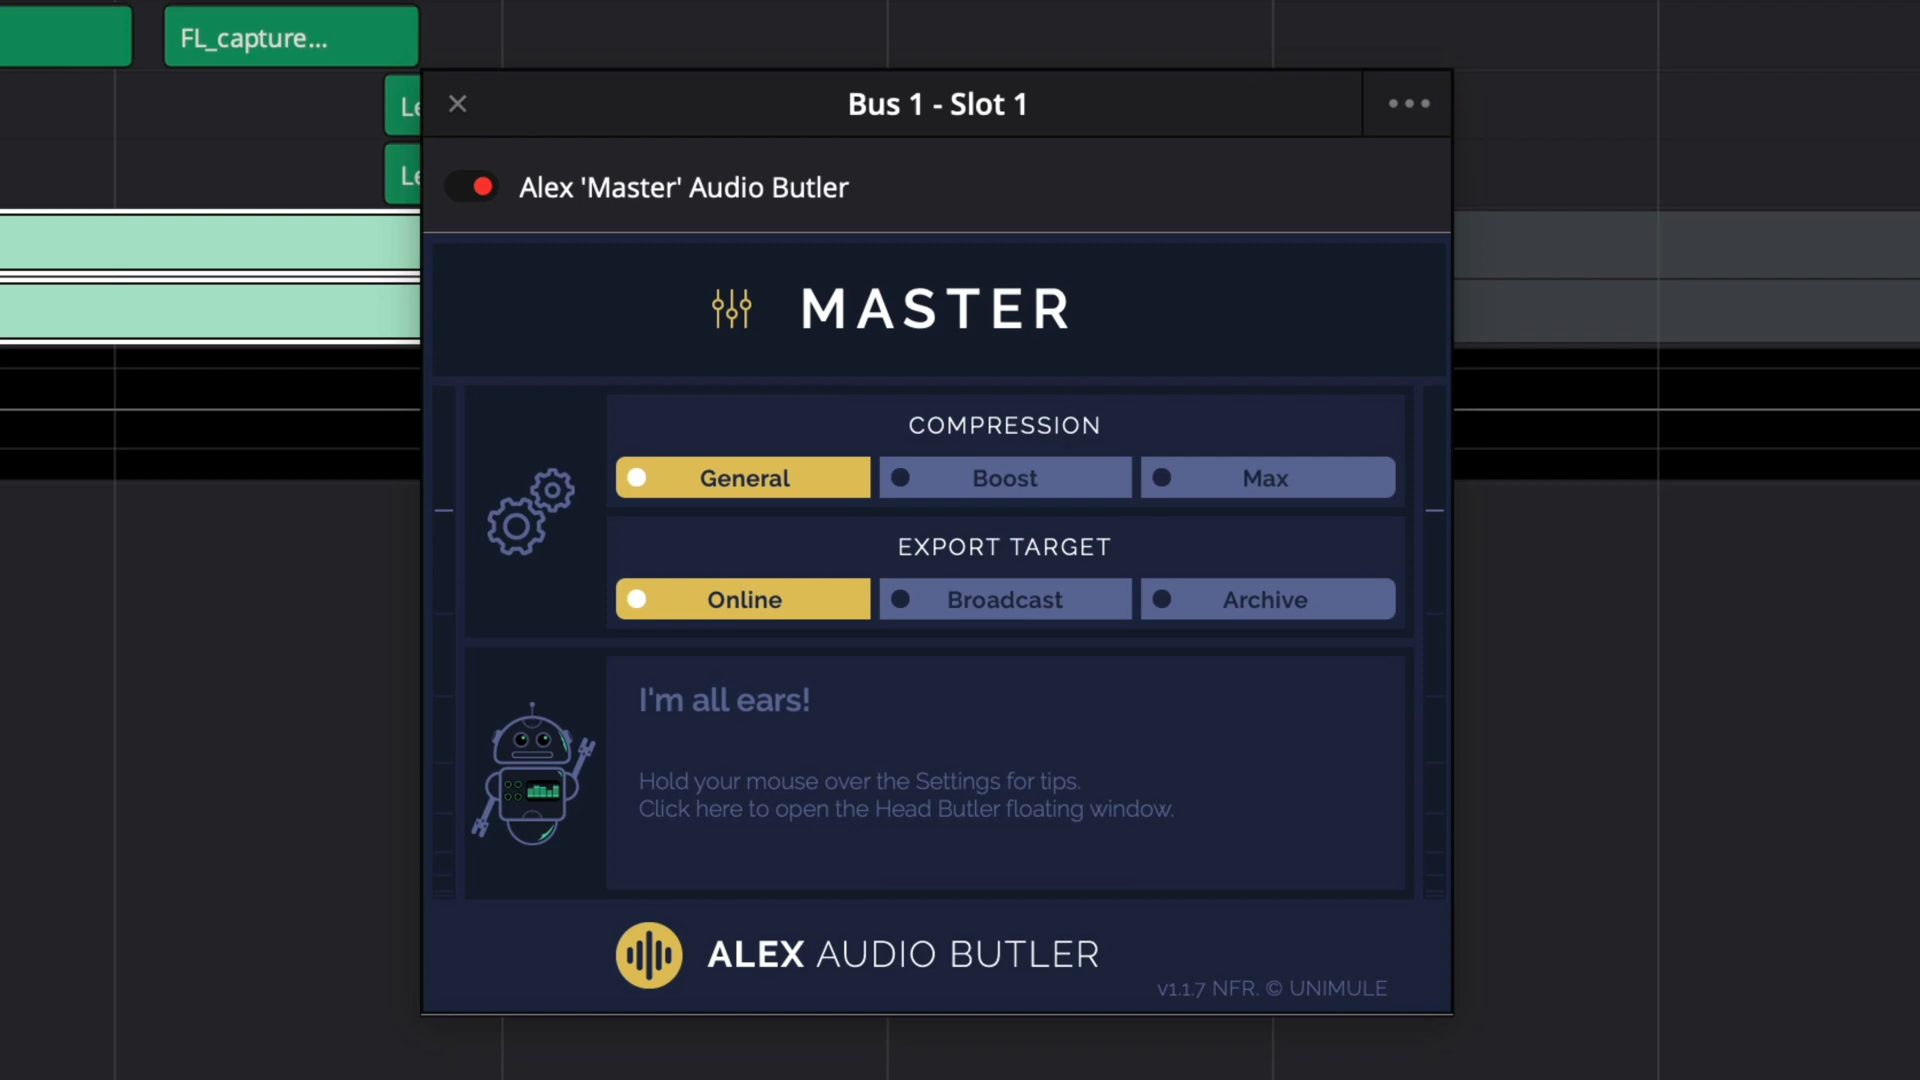 FL_capture...
Le
Bus 1 - Slot 1
Le
Alex 'Master' Audio Butler
MASTER
COMPRESSION
General Boost Max
EXPORT TARGET
Online Broadcast Archive
I'm all ears!
Hold your mouse over the Settings for tips.
Click here to open the Head Butler floating window.
ALEX AUDIO BUTLER
v1.1.7 NFR. © UNIMULE